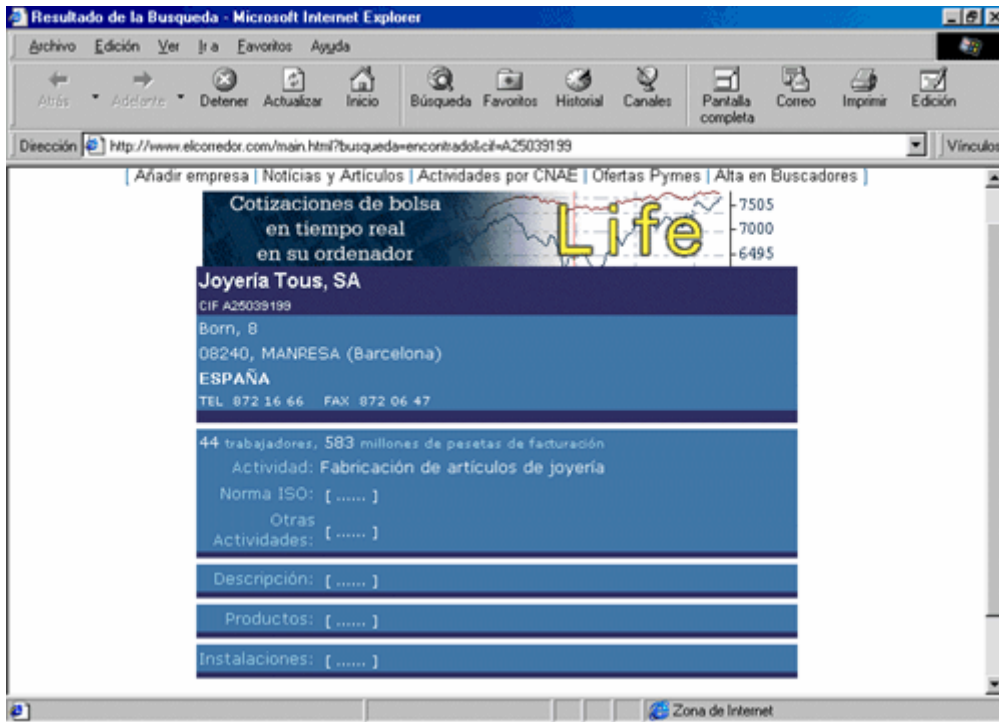 Resultado de la Busqueda - Microsoft Internet Explorer
Archivo Edición Ver Ir a Favoritos Ayuda
Atrás Adelante Detener Actualizar Inicio Búsqueda Favoritos Historial Canales Pantalla completa Correo Imprimir Edición
Dirección http://www.elcorredor.com/main.html?busqueda=encontrado&cif=A25039199 Vínculos
[ Añadir empresa | Noticias y Artículos | Actividades por CNAE | Ofertas Pymes | Alta en Buscadores ]
Cotizaciones de bolsa
en tiempo real
en su ordenador
Life
7505
7000
6495
Joyería Tous, SA
CIF A25039199
Born, 8
08240, MANRESA (Barcelona)
ESPAÑA
TEL 872 16 66 FAX 872 06 47
44 trabajadores, 583 millones de pesetas de facturación
Actividad: Fabricación de artículos de joyería
Norma ISO: [ ...... ]
Otras Actividades: [ ...... ]
Descripción: [ ...... ]
Productos: [ ...... ]
Instalaciones: [ ...... ]
Zona de Internet